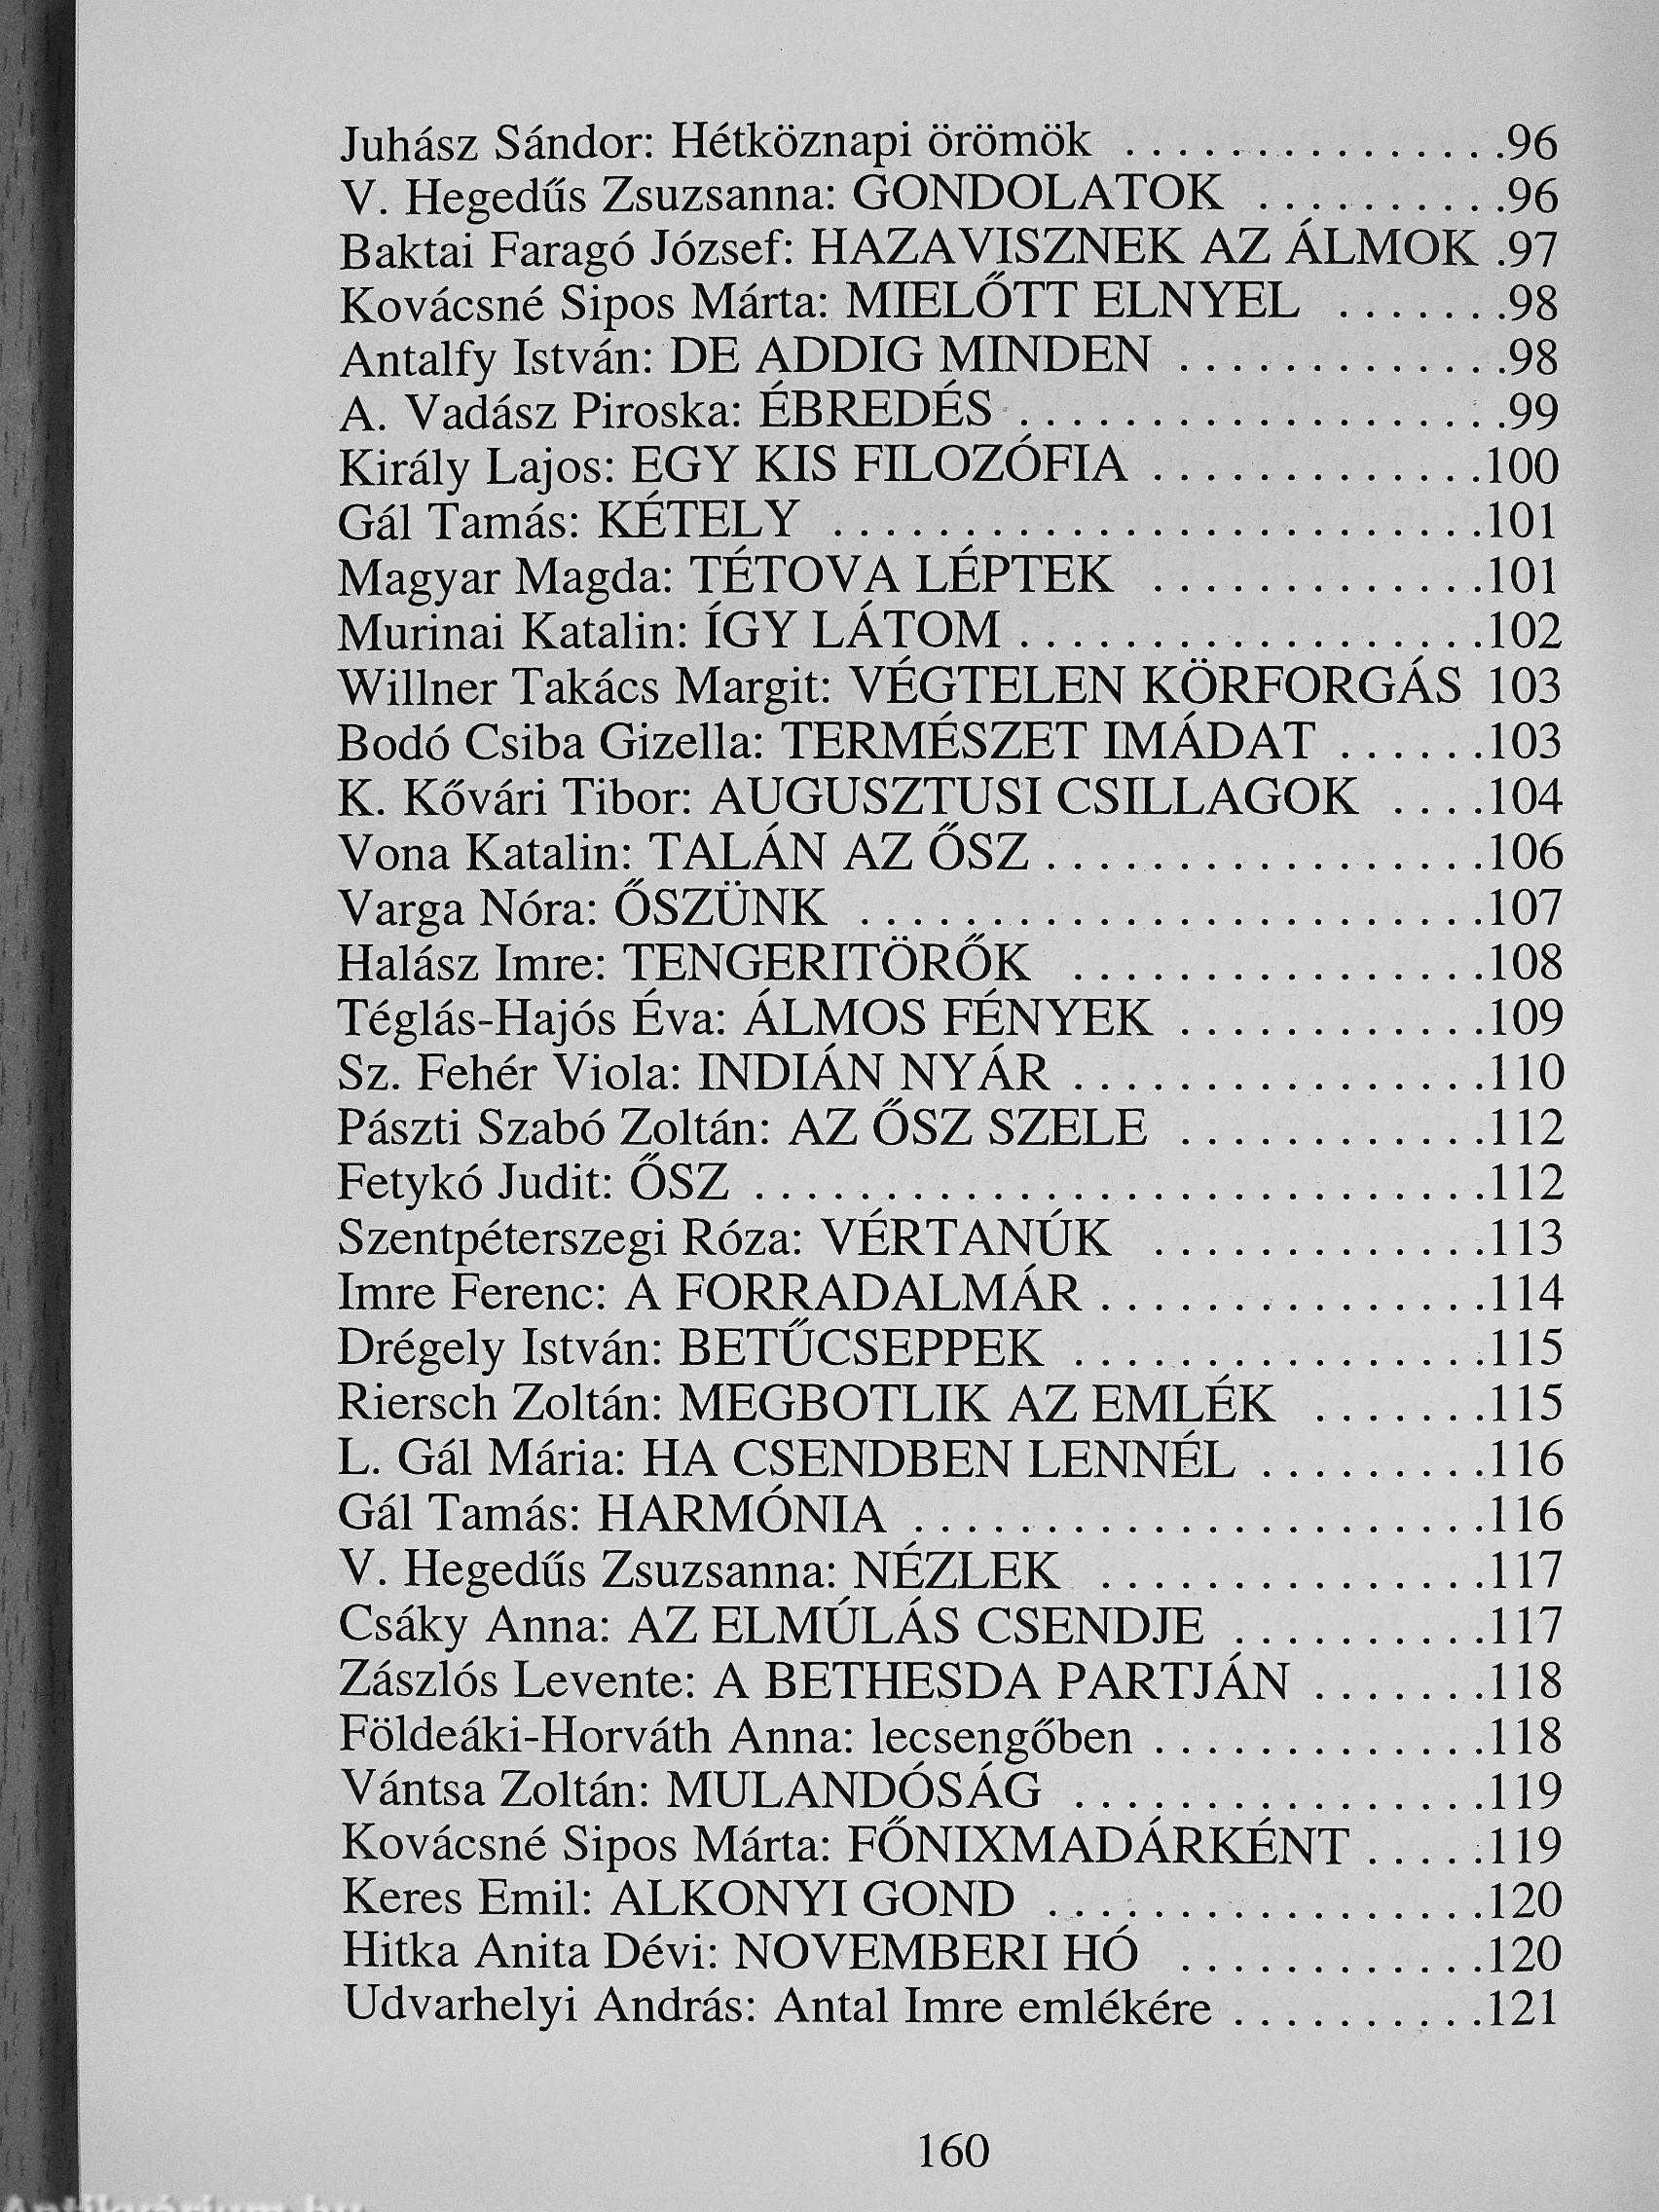 Juhász Sándor: Hétköznapi örömök . . . . . . . . . . . . . . .96
V. Hegedűs Zsuzsanna: GONDOLATOK . . . . . . . . . .96
Baktai Faragó József: HAZAVISZNEK AZ ÁLMOK .97
Kovácsné Sipos Márta: MIELŐTT ELNYEL . . . . . . .98
Antalfy István: DE ADDIG MINDEN . . . . . . . . . . . . .98
A. Vadász Piroska: ÉBREDÉS . . . . . . . . . . . . . . . . . . .99
Király Lajos: EGY KIS FILOZÓFIA . . . . . . . . . . . . .100
Gál Tamás: KÉTELY . . . . . . . . . . . . . . . . . . . . . . . . .101
Magyar Magda: TÉTOVA LÉPTEK . . . . . . . . . . . . .101
Murinai Katalin: ÍGY LÁTOM . . . . . . . . . . . . . . . . . .102
Willner Takács Margit: VÉGTELEN KÖRFORGÁS 103
Bodó Csiba Gizella: TERMÉSZET IMÁDAT . . . . . .103
K. Kővári Tibor: AUGUSZTUSI CSILLAGOK . . . .104
Vona Katalin: TALÁN AZ ŐSZ . . . . . . . . . . . . . . . . .106
Varga Nóra: ŐSZÜNK . . . . . . . . . . . . . . . . . . . . . . . .107
Halász Imre: TENGERITÖRŐK . . . . . . . . . . . . . . . .108
Téglás-Hajós Éva: ÁLMOS FÉNYEK . . . . . . . . . . . .109
Sz. Fehér Viola: INDIÁN NYÁR . . . . . . . . . . . . . . . .110
Pászti Szabó Zoltán: AZ ŐSZ SZELE . . . . . . . . . . . .112
Fetykó Judit: ŐSZ . . . . . . . . . . . . . . . . . . . . . . . . . . . .112
Szentpéterszegi Róza: VÉRTANÚK . . . . . . . . . . . . .113
Imre Ferenc: A FORRADALMÁR . . . . . . . . . . . . . . .114
Drégely István: BETŰCSEPPEK . . . . . . . . . . . . . . . .115
Riersch Zoltán: MEGBOTLIK AZ EMLÉK . . . . . . .115
L. Gál Mária: HA CSENDBEN LENNÉL . . . . . . . . .116
Gál Tamás: HARMÓNIA . . . . . . . . . . . . . . . . . . . . . .116
V. Hegedűs Zsuzsanna: NÉZLEK . . . . . . . . . . . . . . .117
Csáky Anna: AZ ELMÚLÁS CSENDJE . . . . . . . . . .117
Zászlós Levente: A BETHESDA PARTJÁN . . . . . . .118
Földeáki-Horváth Anna: lecsengőben . . . . . . . . . . . . .118
Vántsa Zoltán: MULANDÓSÁG . . . . . . . . . . . . . . . .119
Kovácsné Sipos Márta: FŐNIXMADÁRKÉNT . . . . .119
Keres Emil: ALKONYI GOND . . . . . . . . . . . . . . . . .120
Hitka Anita Dévi: NOVEMBERI HÓ . . . . . . . . . . . .120
Udvarhelyi András: Antal Imre emlékére . . . . . . . . . .121
160